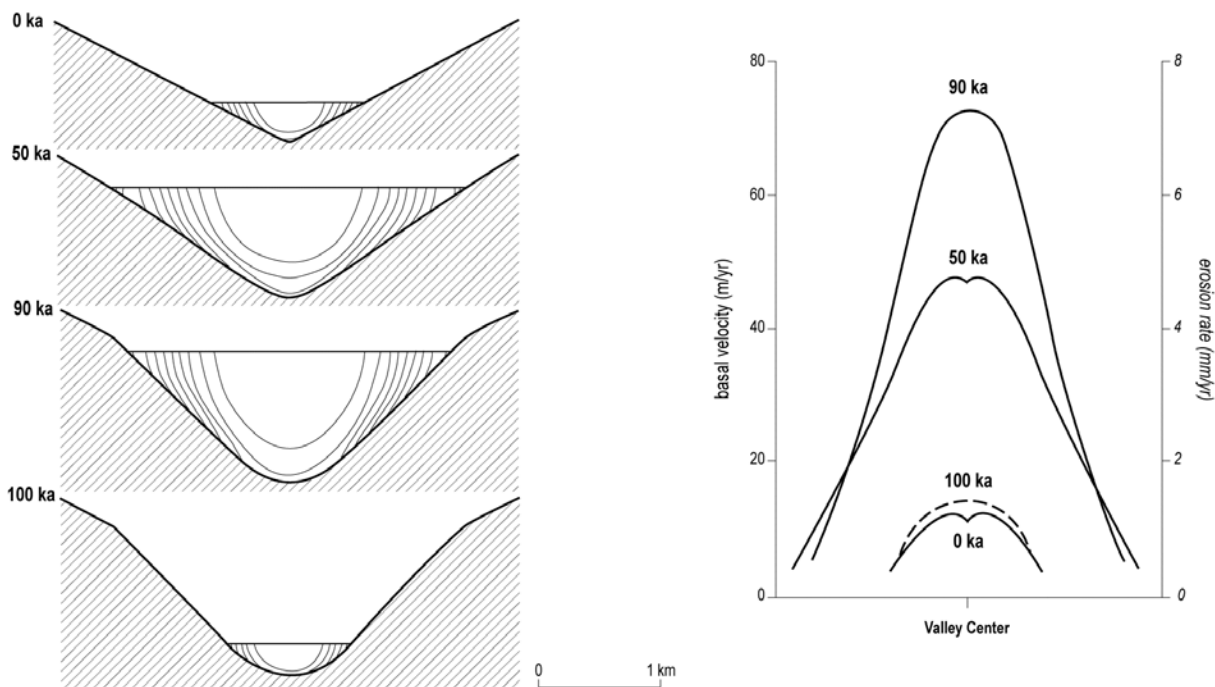 0 ka
50 ka
90 ka
100 ka
0 1 km
80
60
40
20
0
basal velocity (m/yr)
90 ka
50 ka
100 ka
0 ka
Valley Center
8
6
4
2
0
erosion rate (mm/yr)